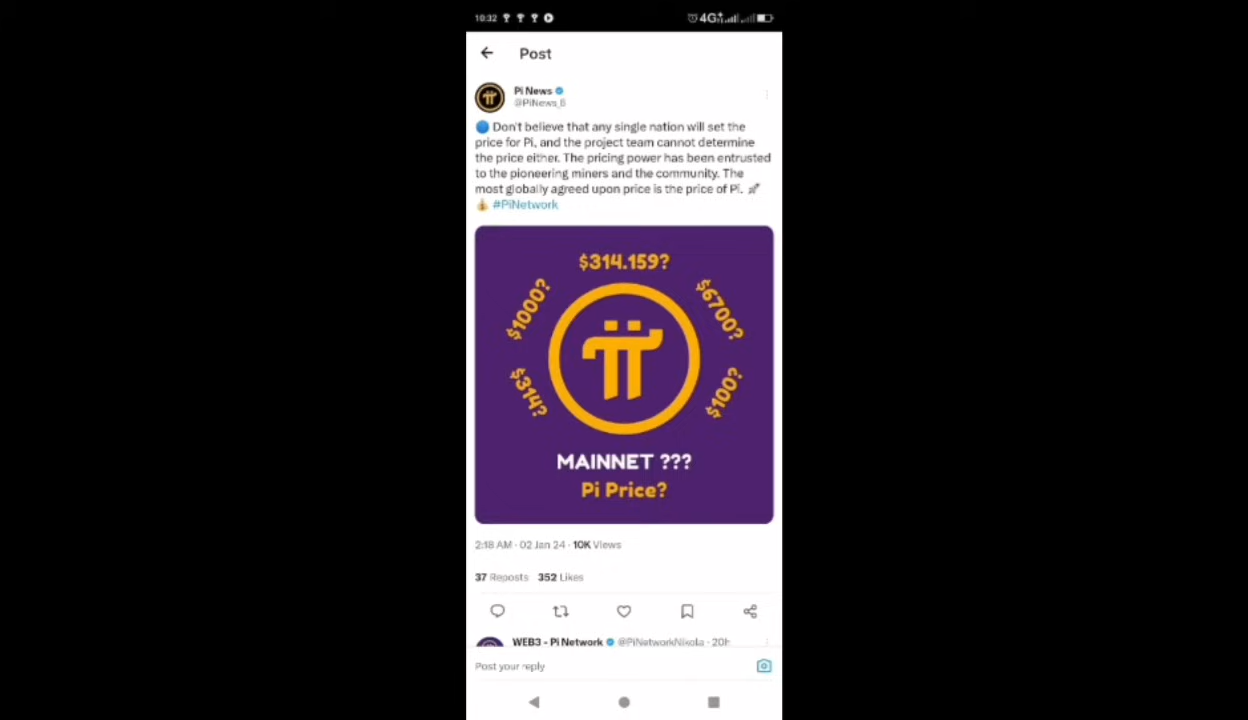 10:32
4G+
Post
Pi News
@PiNews_6
Don't believe that any single nation will set the
price for Pi, and the project team cannot determine
the price either. The pricing power has been entrusted
to the pioneering miners and the community. The
most globally agreed upon price is the price of Pi.
#PiNetwork
$314.159?
$1000?
$6700?
$314?
$100?
MAINNET ???
Pi Price?
2:18 AM · 02 Jan 24 · 10K Views
37 Reposts 352 Likes
WEB3 - Pi Network @PiNetworkNikola · 20h
Post your reply